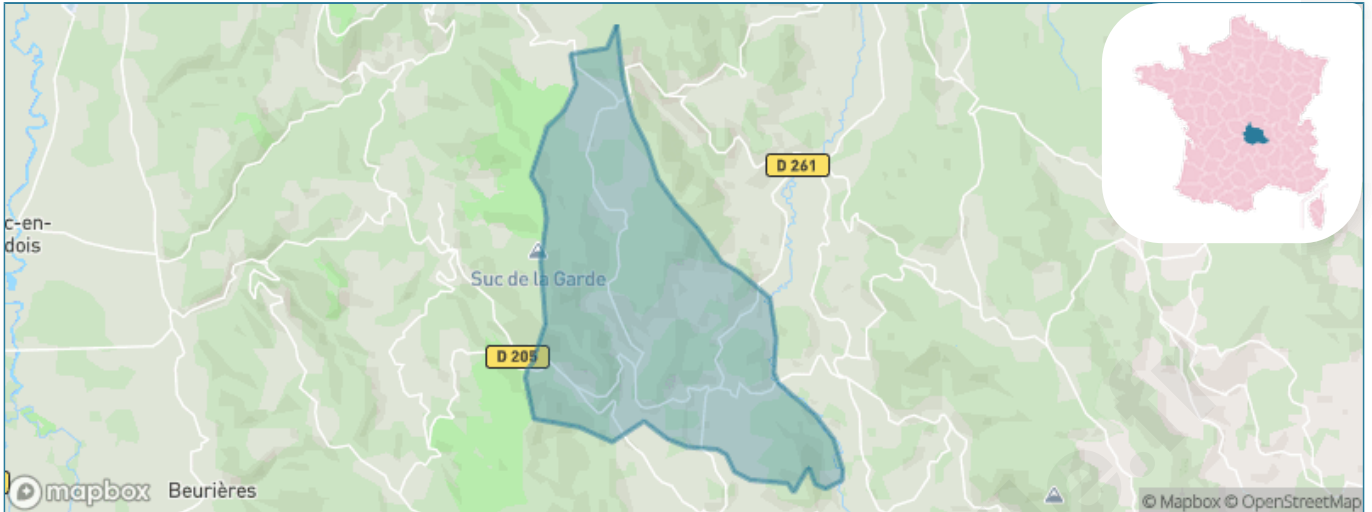 D 261
c-en-
dois
Suc de la Garde
D 205
Beurières
mapbox
© Mapbox © OpenStreetMap